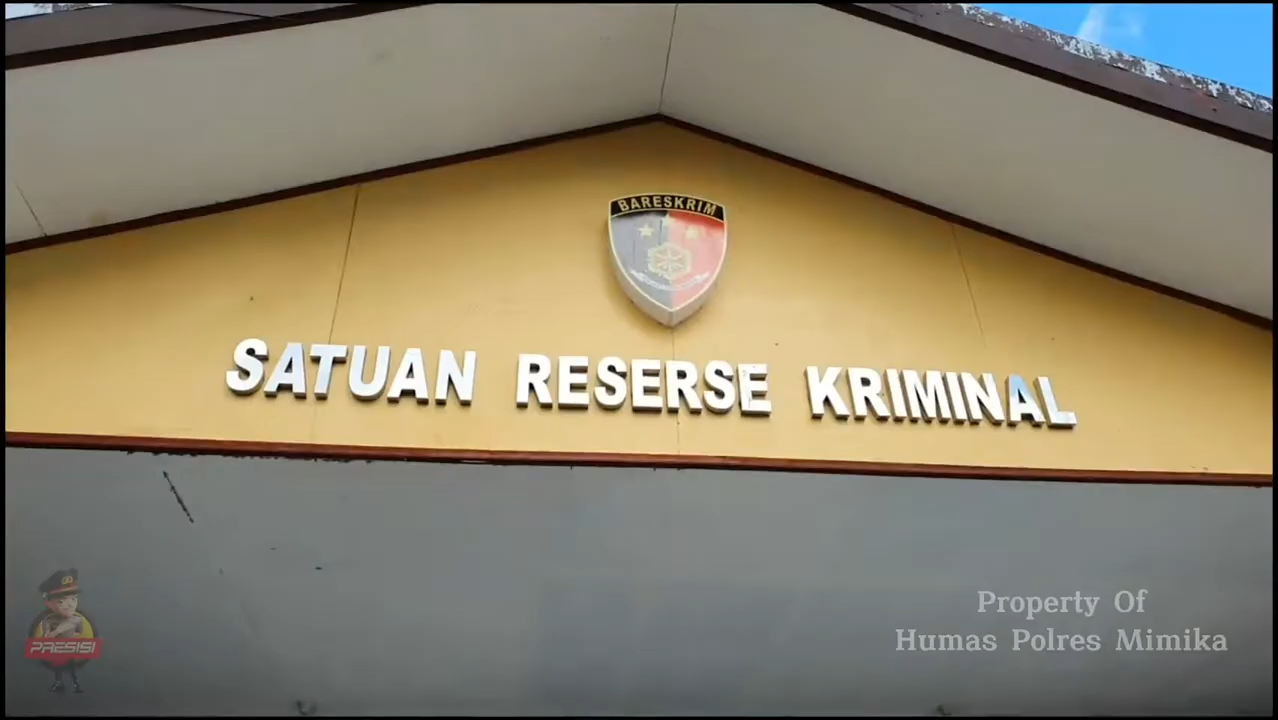 BARESKRIM
SATUAN RESERSE KRIMINAL
Property Of
Humas Polres Mimika
PRESISI